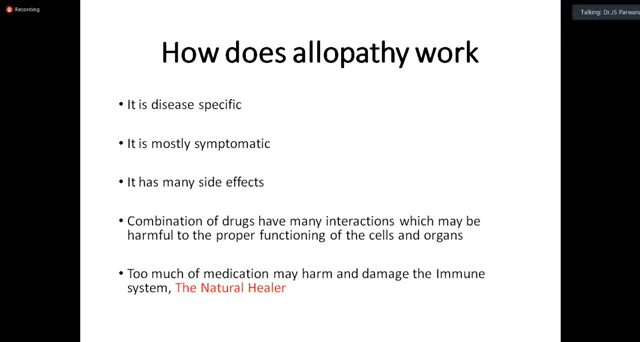 Recording
Talking: Dr.JS Parwan
How does allopathy work
• It is disease specific
• It is mostly symptomatic
• It has many side effects
• Combination of drugs have many interactions which may be
harmful to the proper functioning of the cells and organs
• Too much of medication may harm and damage the Immune
system, The Natural Healer